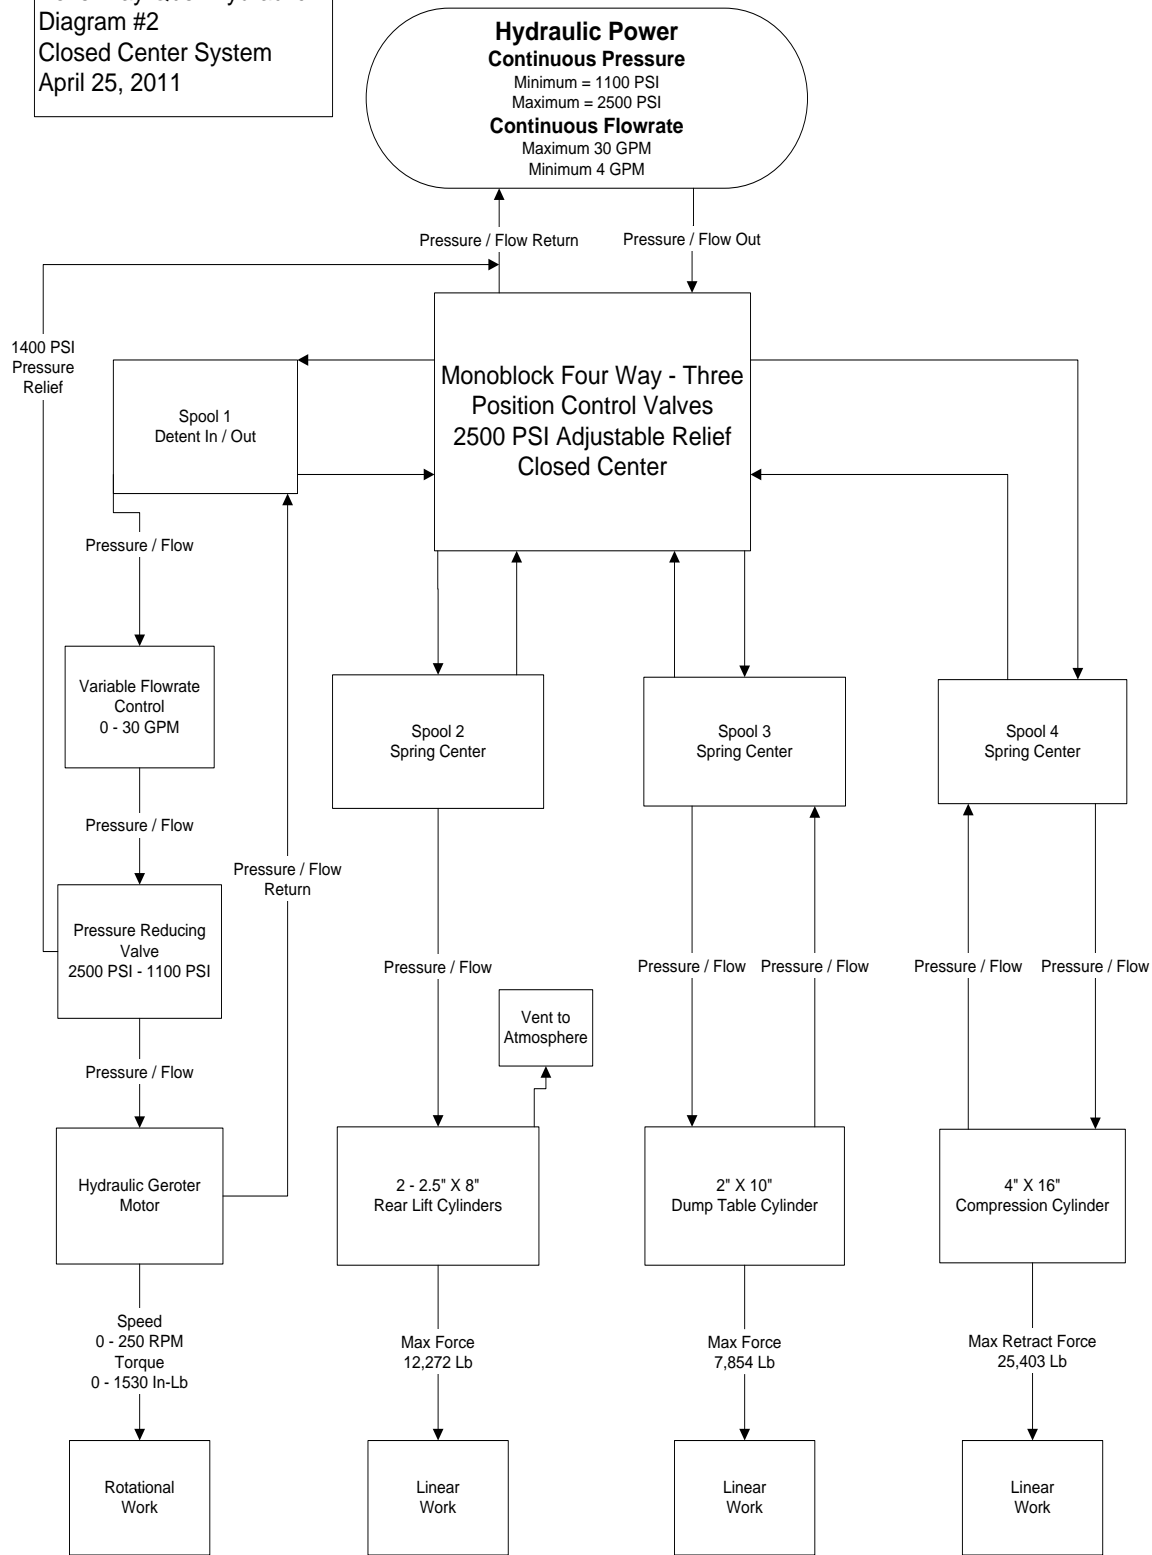 Diagram #2
Closed Center System
April 25, 2011
Hydraulic Power
Continuous Pressure
Minimum = 1100 PSI
Maximum = 2500 PSI
Continuous Flowrate
Maximum 30 GPM
Minimum 4 GPM
Pressure / Flow Return
Pressure / Flow Out
1400 PSI
Pressure
Relief
Spool 1
Detent In / Out
Monoblock Four Way - Three
Position Control Valves
2500 PSI Adjustable Relief
Closed Center
Pressure / Flow
Variable Flowrate
Control
0 - 30 GPM
Spool 2
Spring Center
Spool 3
Spring Center
Spool 4
Spring Center
Pressure / Flow
Pressure / Flow
Return
Pressure Reducing
Valve
2500 PSI - 1100 PSI
Pressure / Flow
Pressure / Flow
Pressure / Flow
Pressure / Flow
Pressure / Flow
Vent to
Atmosphere
Pressure / Flow
Hydraulic Geroter
Motor
2 - 2.5" X 8"
Rear Lift Cylinders
2" X 10"
Dump Table Cylinder
4" X 16"
Compression Cylinder
Speed
0 - 250 RPM
Torque
0 - 1530 In-Lb
Max Force
12,272 Lb
Max Force
7,854 Lb
Max Retract Force
25,403 Lb
Rotational
Work
Linear
Work
Linear
Work
Linear
Work